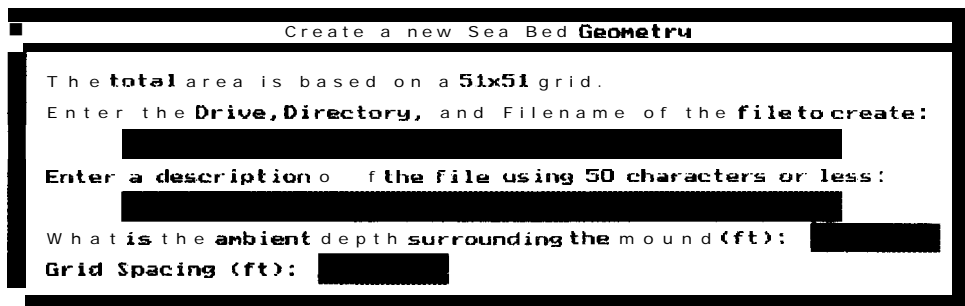 Create a new Sea Bed Geometry
The total area is based on a 51x51 grid.
Enter the Drive, Directory, and Filename of the file to create:
Enter a description of the file using 50 characters or less:
What is the ambient depth surrounding the mound (ft):
Grid Spacing (ft):